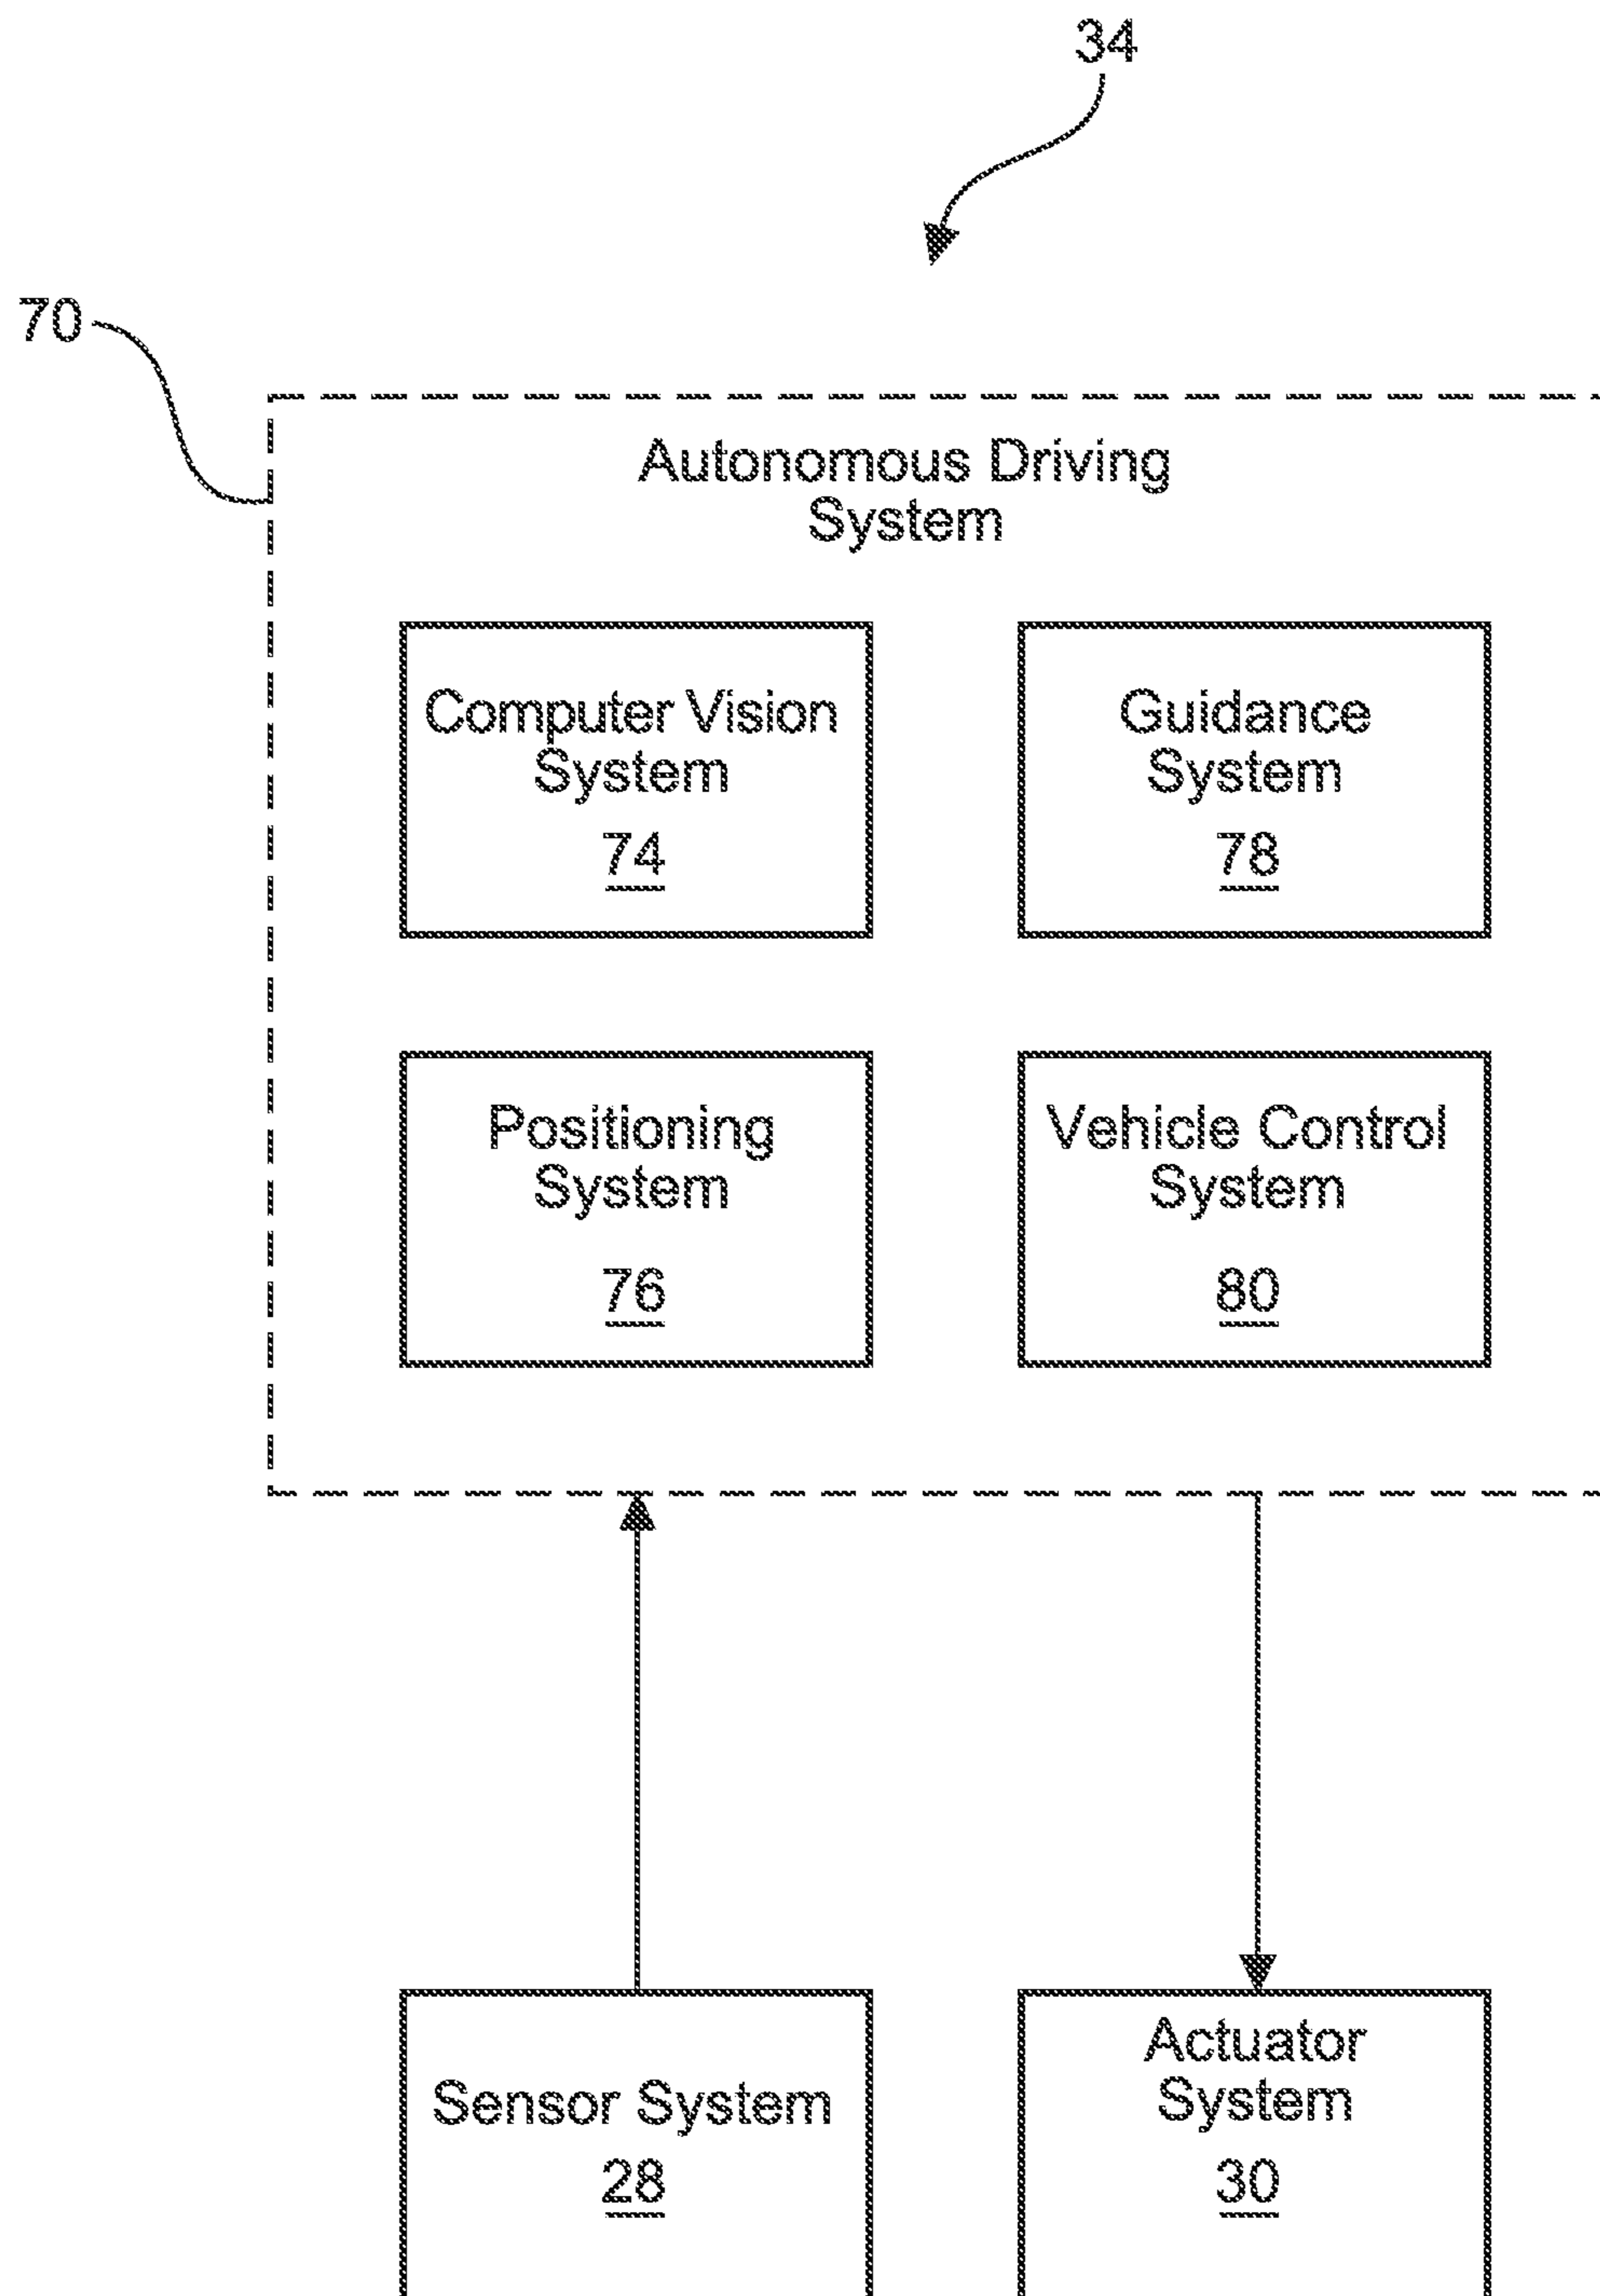 34
70
Autonomous Driving
System
Computer Vision
System
74
Guidance
System
78
Positioning
System
76
Vehicle Control
System
80
Sensor System
28
Actuator
System
30